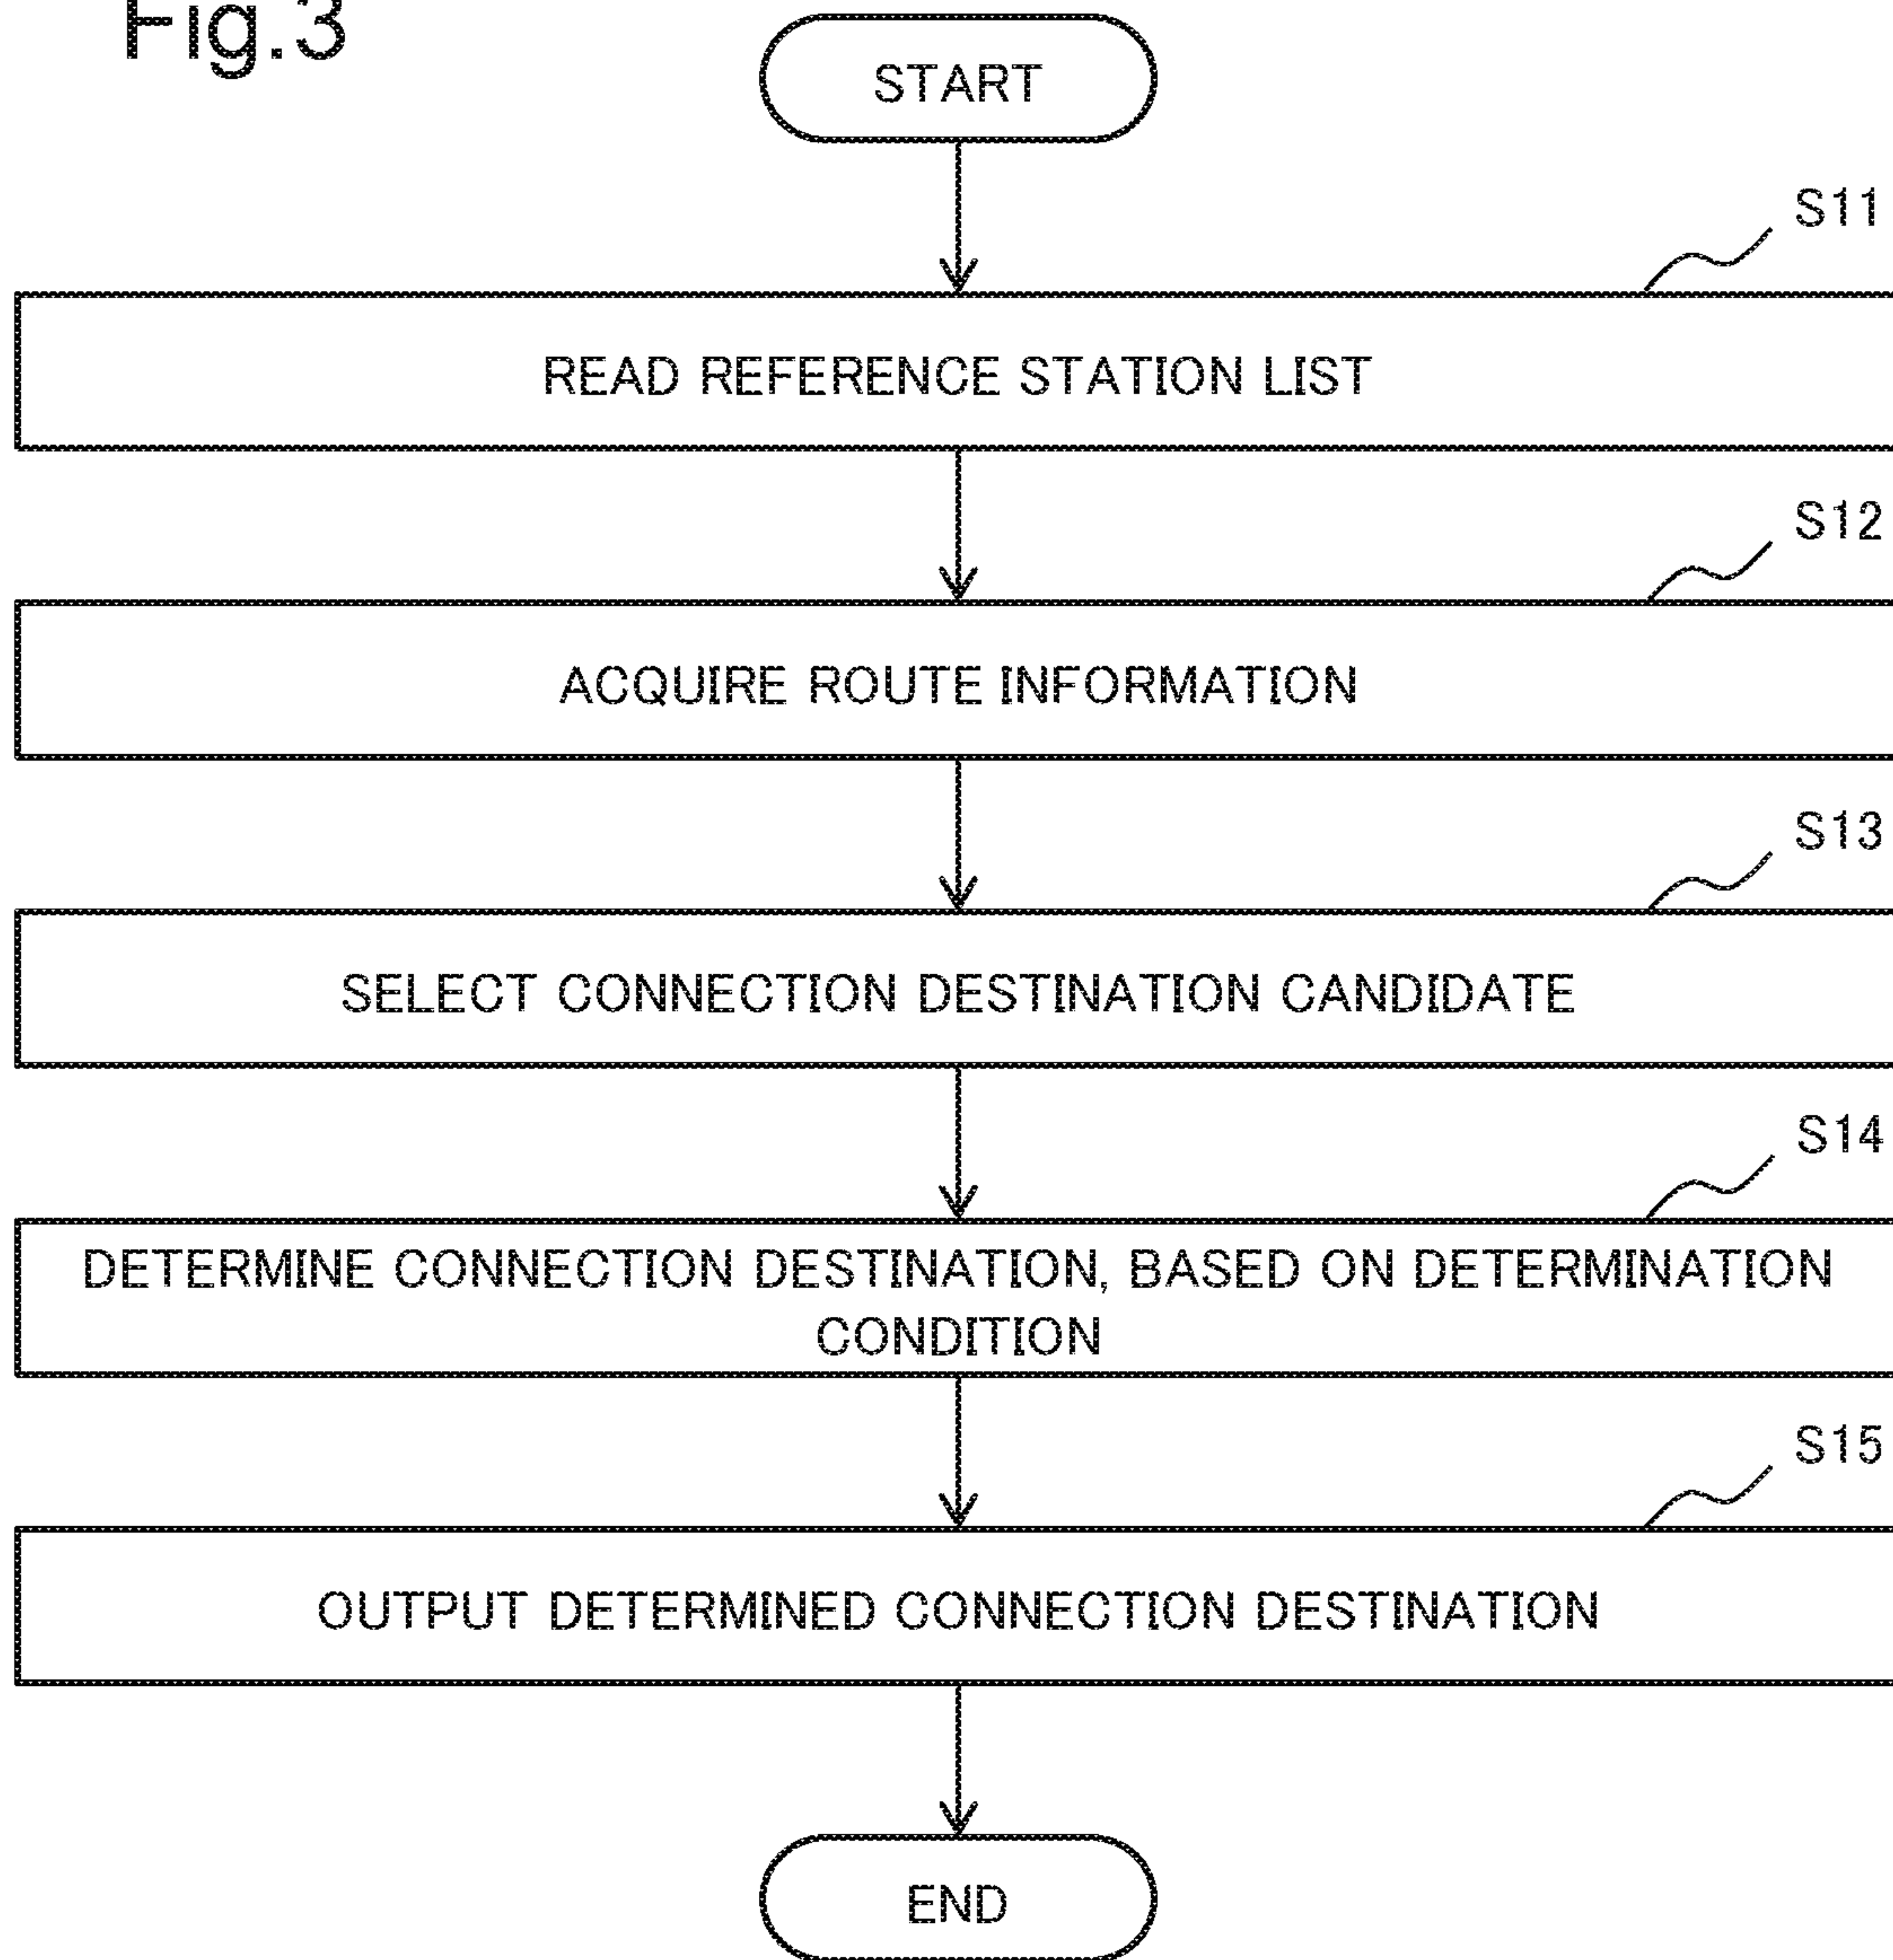 Fig.3
START
S11
READ REFERENCE STATION LIST
S12
ACQUIRE ROUTE INFORMATION
S13
SELECT CONNECTION DESTINATION CANDIDATE
S14
DETERMINE CONNECTION DESTINATION, BASED ON DETERMINATION
CONDITION
S15
OUTPUT DETERMINED CONNECTION DESTINATION
END